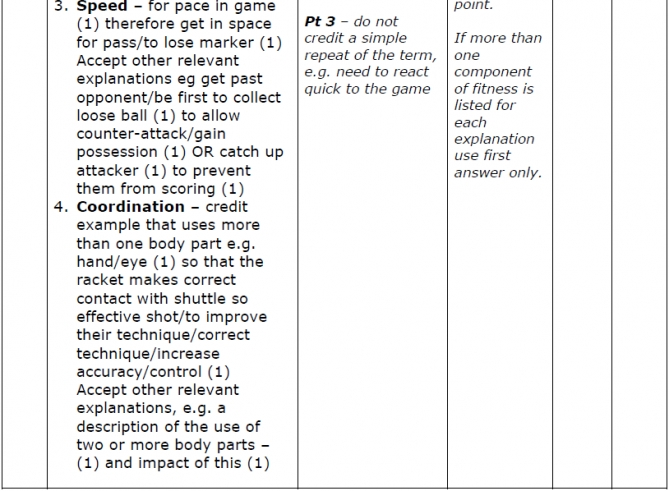 3. Speed – for pace in game
(1) therefore get in space
for pass/to lose marker (1)
Accept other relevant
explanations eg get past
opponent/be first to collect
loose ball (1) to allow
counter-attack/gain
possession (1) OR catch up
attacker (1) to prevent
them from scoring (1)
4. Coordination – credit
example that uses more
than one body part e.g.
hand/eye (1) so that the
racket makes correct
contact with shuttle so
effective shot/to improve
their technique/correct
technique/increase
accuracy/control (1)
Accept other relevant
explanations, e.g. a
description of the use of
two or more body parts –
(1) and impact of this (1)
Pt 3 – do not
credit a simple
repeat of the term,
e.g. need to react
quick to the game
point.
If more than
one
component
of fitness is
listed for
each
explanation
use first
answer only.